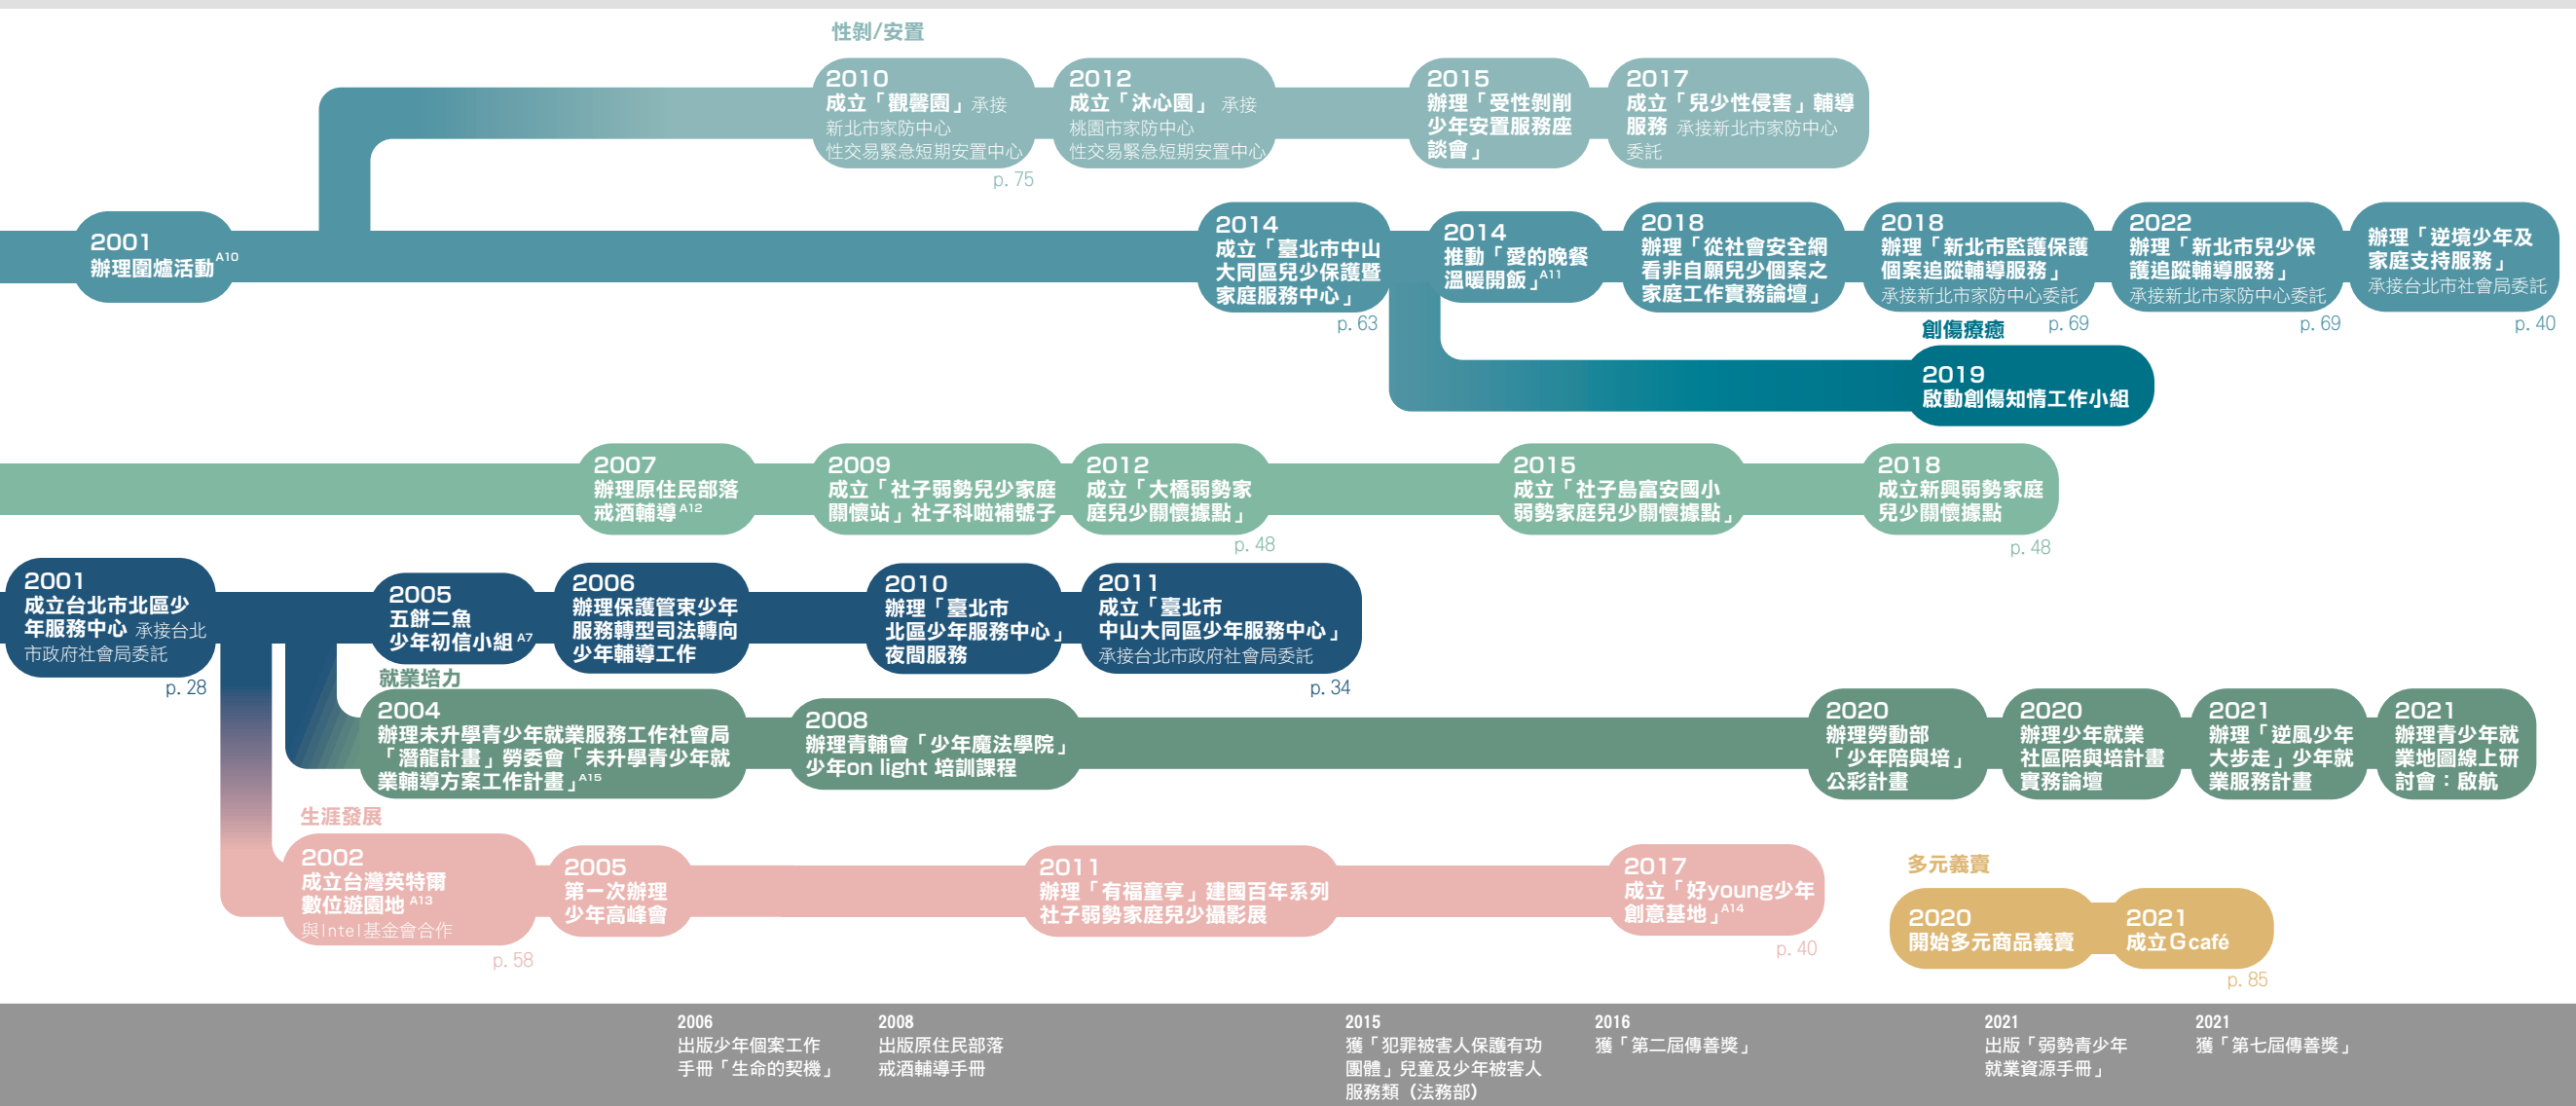 性剝/安置
2010
成立「觀馨園」承接
新北市家防中心
性交易緊急短期安置中心
p. 75
2012
成立「沐心園」 承接
桃園市家防中心
性交易緊急短期安置中心
2015
辦理「受性剝削
少年安置服務座
談會」
2017
成立「兒少性侵害」輔導
服務 承接新北市家防中心
委託
2001
辦理圍爐活動A10
2014
成立「臺北市中山
大同區兒少保護暨
家庭服務中心」
p. 63
2014
推動「愛的晚餐
溫暖開飯」A11
2018
辦理「從社會安全網
看非自願兒少個案之
家庭工作實務論壇」
2018
辦理「新北市監護保護
個案追蹤輔導服務」
承接新北市家防中心委託
p. 69
2022
辦理「新北市兒少保
護追蹤輔導服務」
承接新北市家防中心委託
p. 69
辦理「逆境少年及
家庭支持服務」
承接台北市社會局委託
p. 40
創傷療癒
2019
啟動創傷知情工作小組
2007
辦理原住民部落
戒酒輔導A12
2009
成立「社子弱勢兒少家庭
關懷站」社子科啦補號子
2012
成立「大橋弱勢家
庭兒少關懷據點」
p. 48
2015
成立「社子島富安國小
弱勢家庭兒少關懷據點」
2018
成立新興弱勢家庭
兒少關懷據點
p. 48
2001
成立台北市北區少
年服務中心 承接台北
市政府社會局委託
p. 28
2005
五餅二魚
少年初信小組 A7
2006
辦理保護管束少年
服務轉型司法轉向
少年輔導工作
2010
辦理「臺北市
北區少年服務中心」
夜間服務
2011
成立「臺北市
中山大同區少年服務中心」
承接台北市政府社會局委託
p. 34
就業培力
2004
辦理未升學青少年就業服務工作社會局
「潛龍計畫」勞委會「未升學青少年就
業輔導方案工作計畫」A15
2008
辦理青輔會「少年魔法學院」
少年on light 培訓課程
2020
辦理勞動部
「少年陪與培」
公彩計畫
2020
辦理少年就業
社區陪與培計畫
實務論壇
2021
辦理「逆風少年
大步走」少年就
業服務計畫
2021
辦理青少年就
業地圖線上研
討會：啟航
生涯發展
2002
成立台灣英特爾
數位遊園地 A13
與Intel基金會合作
p. 58
2005
第一次辦理
少年高峰會
2011
辦理「有福童享」建國百年系列
社子弱勢家庭兒少攝影展
2017
成立「好young少年
創意基地」A14
p. 40
多元義賣
2020
開始多元商品義賣
2021
成立G café
p. 85
2006
出版少年個案工作
手冊「生命的契機」
2008
出版原住民部落
戒酒輔導手冊
2015
獲「犯罪被害人保護有功
團體」兒童及少年被害人
服務類（法務部）
2016
獲「第二屆傳善獎」
2021
出版「弱勢青少年
就業資源手冊」
2021
獲「第七屆傳善獎」